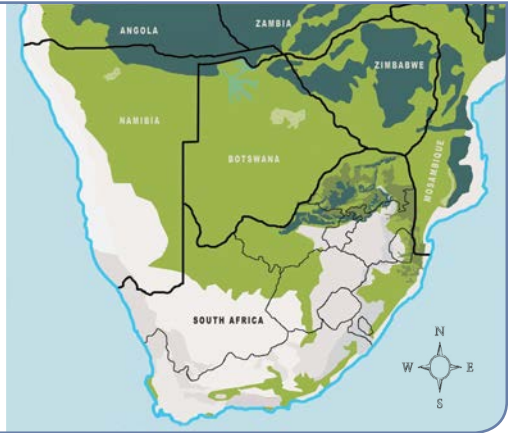 ANGOLA
ZAMBIA
ZIMBABWE
NAMIBIA
BOTSWANA
MOSAMBIQUE
SOUTH AFRICA
N
W E
S